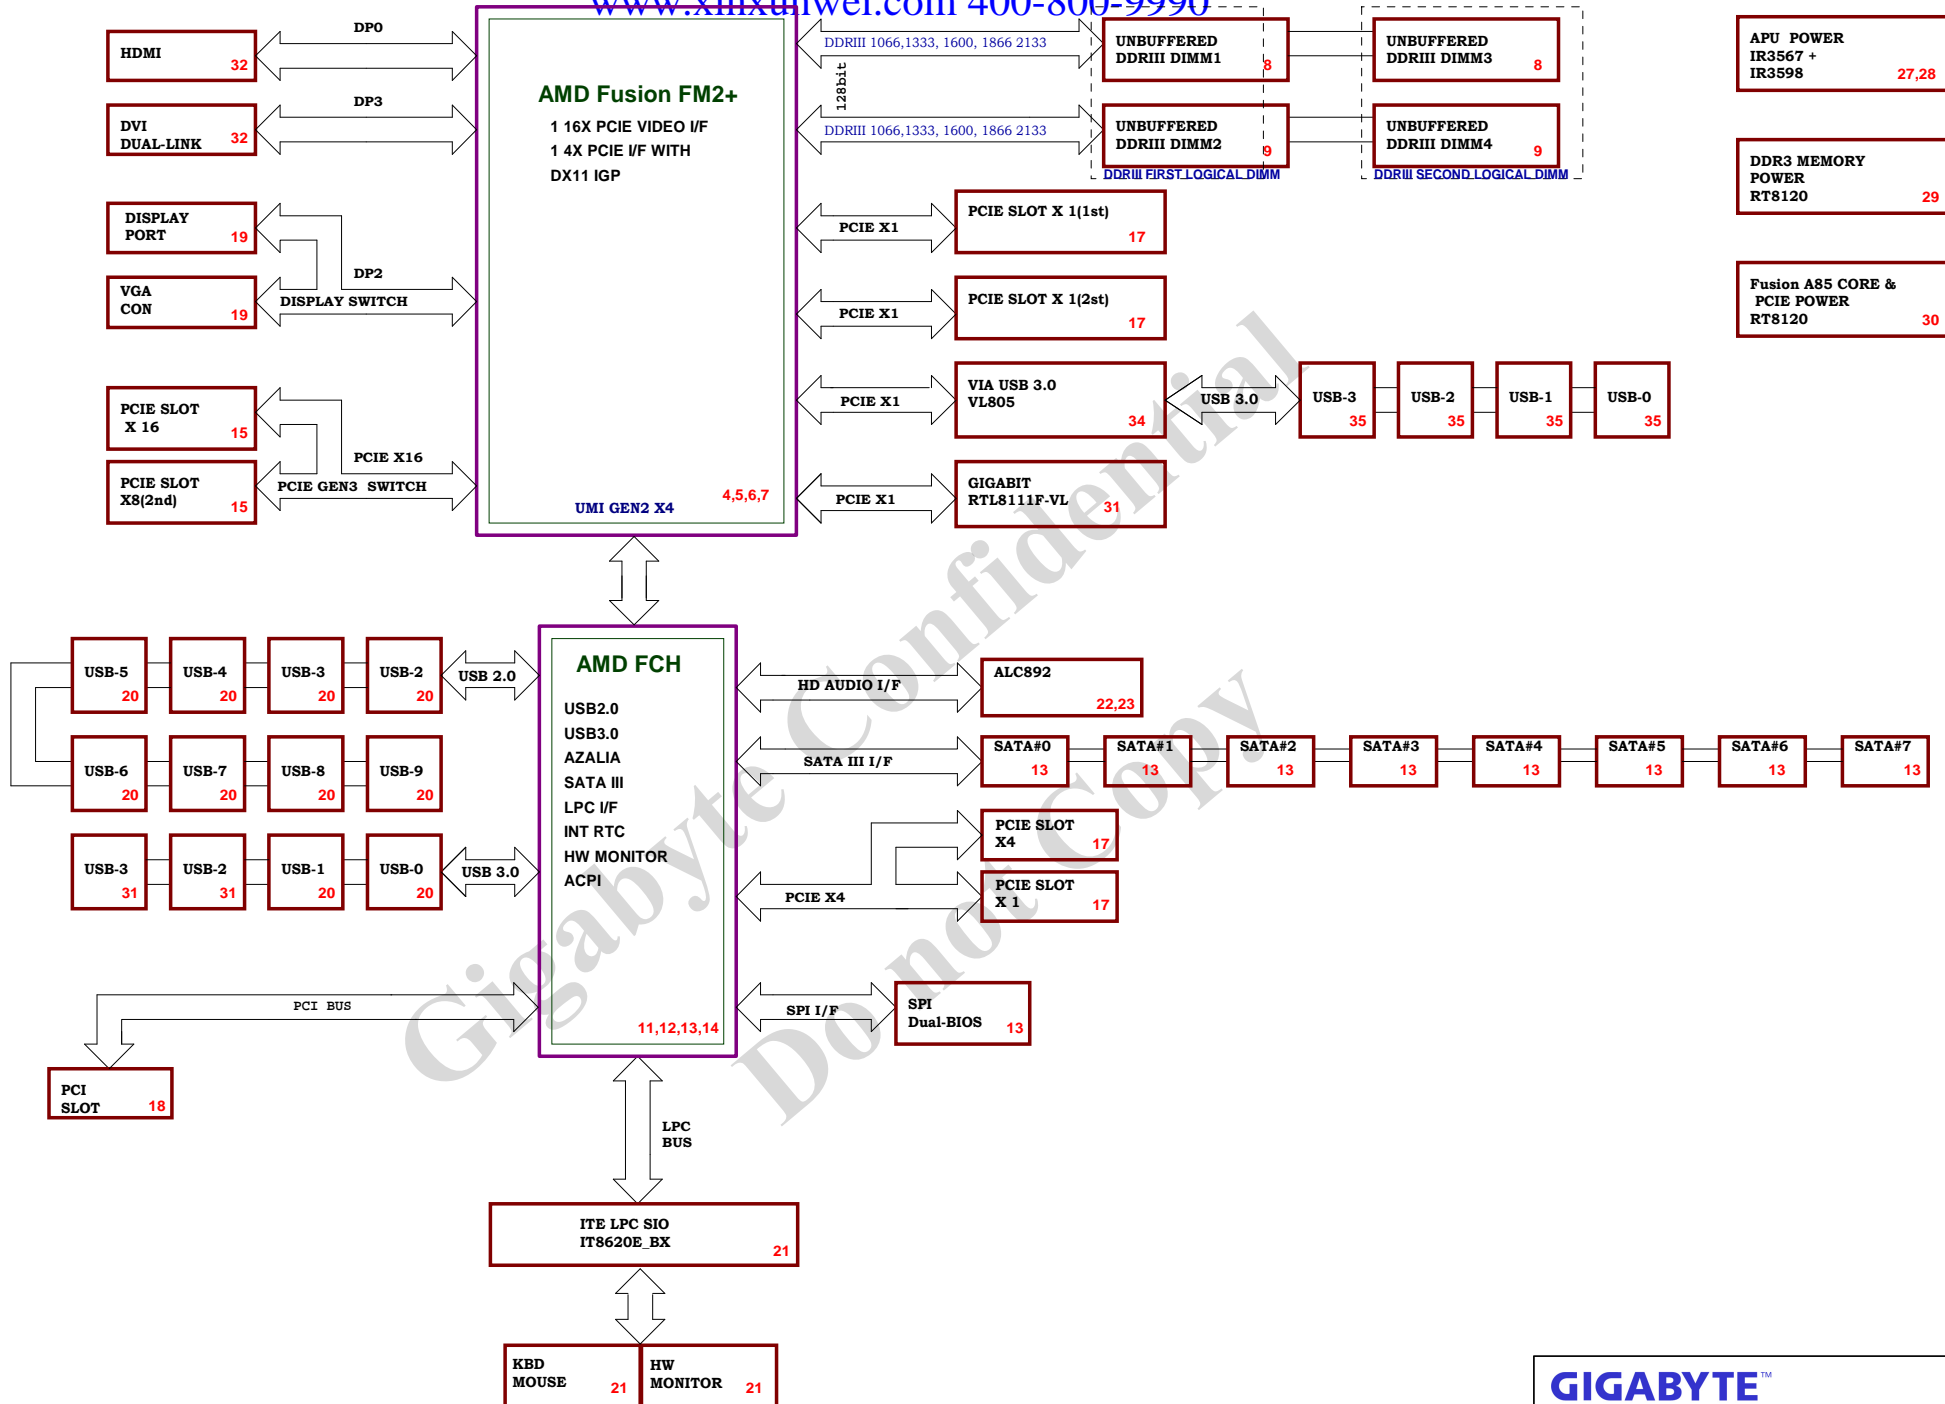 www.xinxunwei.com 400-800-9990
HDMI
32
DP0
DVI
DUAL-LINK
32
DP3
DISPLAY
PORT
19
VGA
CON
19
DP2
DISPLAY SWITCH
PCIE SLOT
X 16
15
PCIE SLOT
X8(2nd)
15
PCIE X16
PCIE GEN3 SWITCH
AMD Fusion FM2+
1 16X PCIE VIDEO I/F
1 4X PCIE I/F WITH
DX11 IGP
4,5,6,7
UMI GEN2 X4
DDRIII 1066,1333, 1600, 1866 2133
128bit
DDRIII 1066,1333, 1600, 1866 2133
UNBUFFERED
DDRIII DIMM1
8
UNBUFFERED
DDRIII DIMM3
8
UNBUFFERED
DDRIII DIMM2
9
UNBUFFERED
DDRIII DIMM4
9
DDRIII FIRST LOGICAL DIMM
DDRIII SECOND LOGICAL DIMM
PCIE X1
PCIE SLOT X 1(1st)
17
PCIE X1
PCIE SLOT X 1(2st)
17
PCIE X1
VIA USB 3.0
VL805
34
USB 3.0
USB-3
35
USB-2
35
USB-1
35
USB-0
35
PCIE X1
GIGABIT
RTL8111F-VL
31
APU POWER
IR3567 +
IR3598
27,28
DDR3 MEMORY
POWER
RT8120
29
Fusion A85 CORE &
PCIE POWER
RT8120
30
USB-5
20
USB-4
20
USB-3
20
USB-2
20
USB 2.0
USB-6
20
USB-7
20
USB-8
20
USB-9
20
USB-3
31
USB-2
31
USB-1
20
USB-0
20
USB 3.0
AMD FCH
USB2.0
USB3.0
AZALIA
SATA III
LPC I/F
INT RTC
HW MONITOR
ACPI
11,12,13,14
HD AUDIO I/F
ALC892
22,23
SATA III I/F
SATA#0
13
SATA#1
13
SATA#2
13
SATA#3
13
SATA#4
13
SATA#5
13
SATA#6
13
SATA#7
13
PCIE X4
PCIE SLOT
X4
17
PCIE SLOT
X 1
17
PCI BUS
PCI
SLOT
18
SPI I/F
SPI
Dual-BIOS
13
LPC
BUS
ITE LPC SIO
IT8620E_BX
21
KBD
MOUSE
21
HW
MONITOR
21
Gigabyte Confidential
Do not Copy
GIGABYTE™